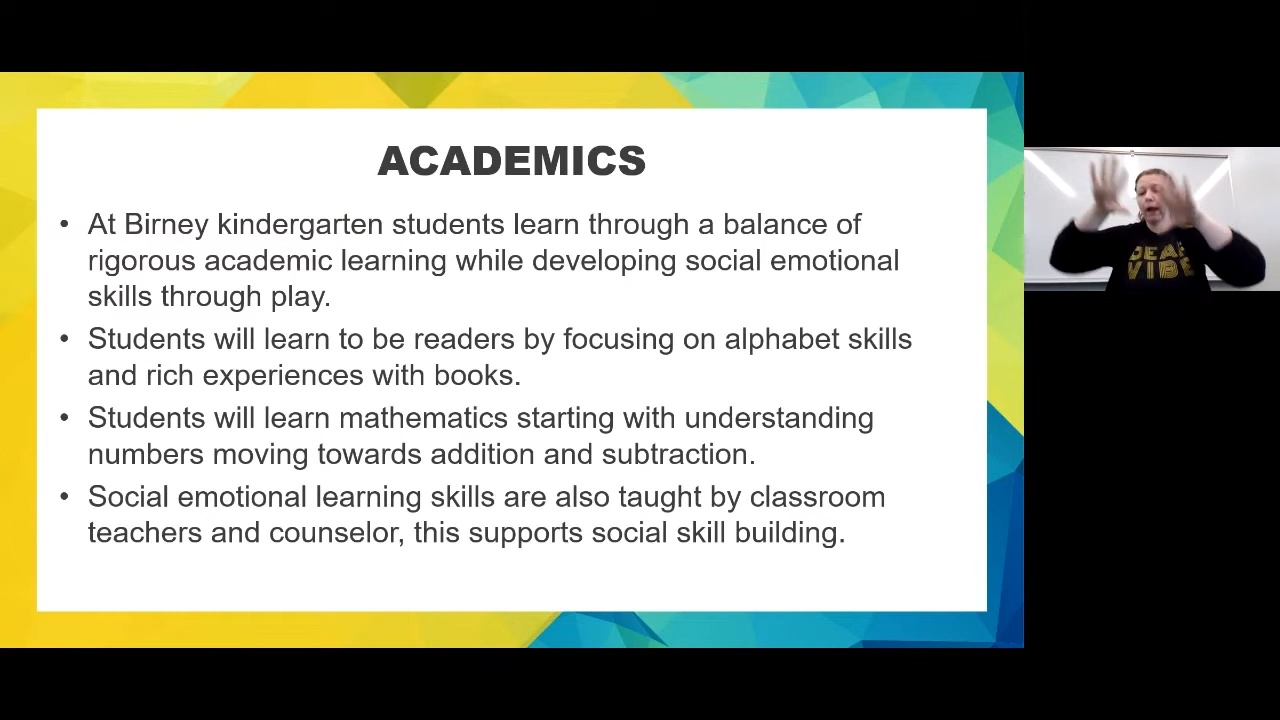 ACADEMICS
• At Birney kindergarten students learn through a balance of
rigorous academic learning while developing social emotional
skills through play.
• Students will learn to be readers by focusing on alphabet skills
and rich experiences with books.
• Students will learn mathematics starting with understanding
numbers moving towards addition and subtraction.
• Social emotional learning skills are also taught by classroom
teachers and counselor, this supports social skill building.
DEAF
VIBE